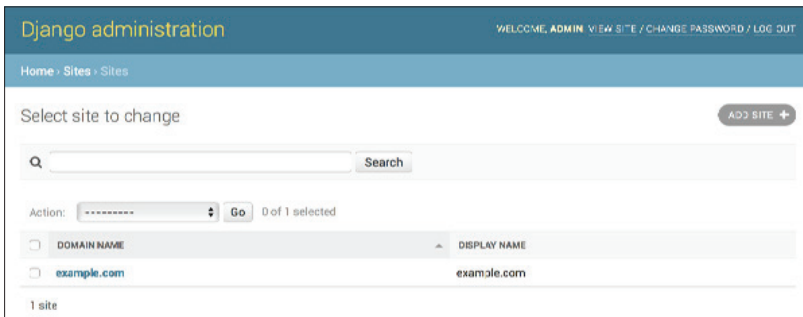 Django administration
WELCOME, ADMIN. VIEW SITE / CHANGE PASSWORD / LOG OUT
Home › Sites › Sites
Select site to change
ADD SITE +
Search
Action: --------- Go 0 of 1 selected
DOMAIN NAME DISPLAY NAME
example.com example.com
1 site